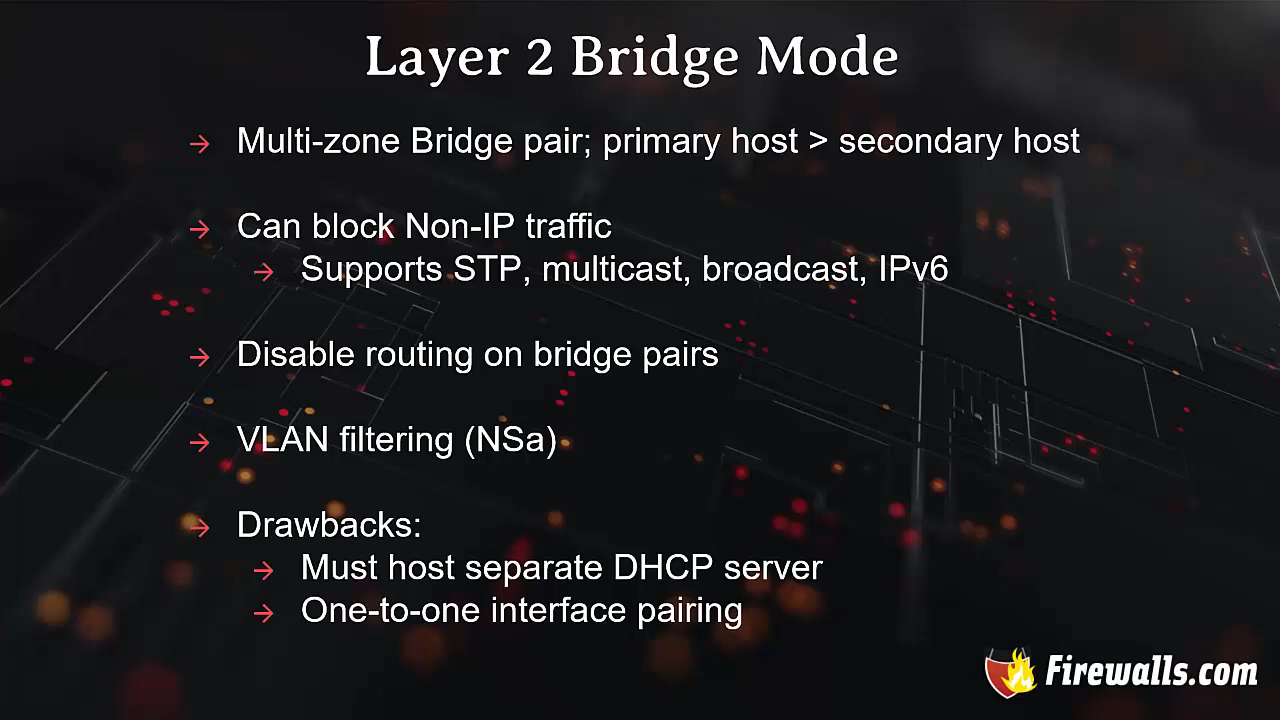 Layer 2 Bridge Mode
→ Multi-zone Bridge pair; primary host > secondary host
→ Can block Non-IP traffic
→ Supports STP, multicast, broadcast, IPv6
→ Disable routing on bridge pairs
→ VLAN filtering (NSa)
→ Drawbacks:
→ Must host separate DHCP server
→ One-to-one interface pairing
Firewalls.com